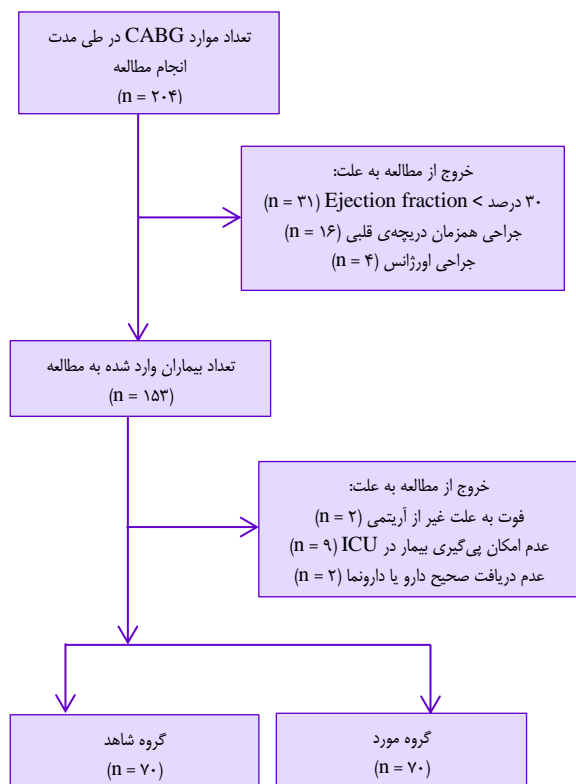 تعداد موارد CABG در طی مدت
انجام مطالعه
(n = ۲۰۴)
خروج از مطالعه به علت:
۳۰ درصد > Ejection fraction (n = ۳۱)
جراحی همزمان دریچه‌ی قلبی (n = ۱۶)
جراحی اورژانس (n = ۴)
تعداد بیماران وارد شده به مطالعه
(n = ۱۵۳)
خروج از مطالعه به علت:
فوت به علت غیر از آریتمی (n = ۲)
عدم امکان پی‌گیری بیمار در ICU (n = ۹)
عدم دریافت صحیح دارو یا دارونما (n = ۲)
گروه مورد
(n = ۷۰)
گروه شاهد
(n = ۷۰)